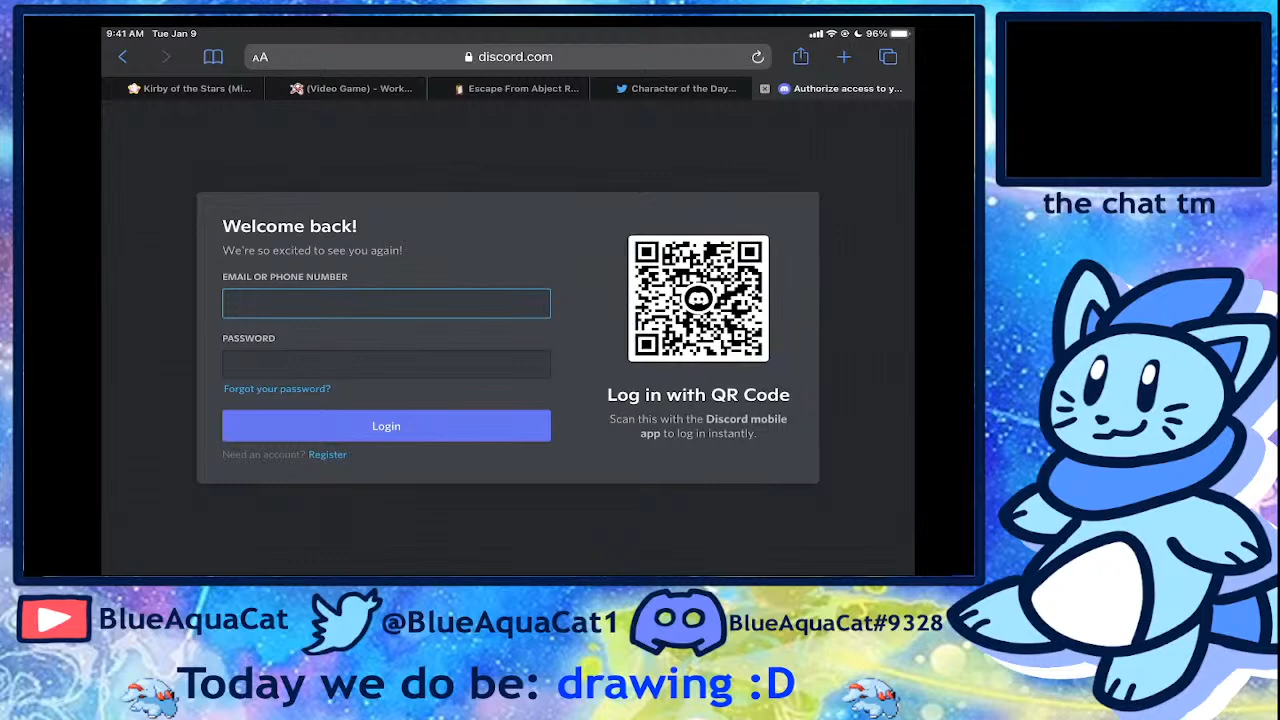 9:41 AM Tue Jan 9
96%
AA discord.com
Kirby of the Stars (Mi...
(Video Game) - Work...
Escape From Abject R...
Character of the Day...
Authorize access to y...
Welcome back!
We're so excited to see you again!
EMAIL OR PHONE NUMBER
PASSWORD
Forgot your password?
Login
Need an account? Register
Log in with QR Code
Scan this with the Discord mobile
app to log in instantly.
the chat tm
BlueAquaCat
@BlueAquaCat1
BlueAquaCat#9328
Today we do be: drawing :D